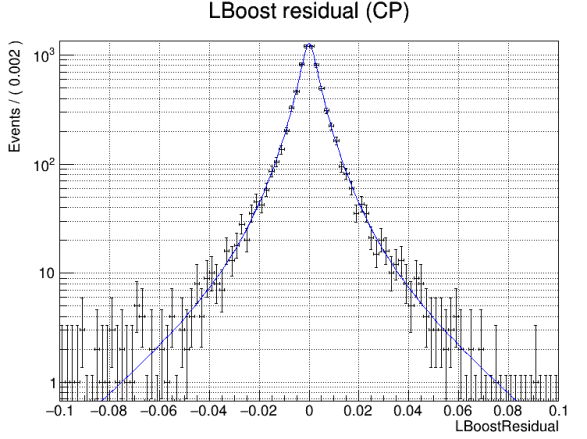 LBoost residual (CP)
Events / ( 0.002 )
10³
10²
10
1
-0.1 -0.08 -0.06 -0.04 -0.02 0 0.02 0.04 0.06 0.08 0.1
LBoostResidual